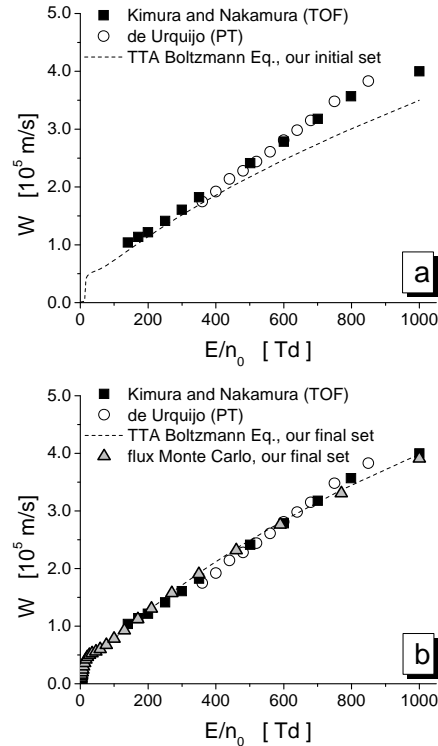 Kimura and Nakamura (TOF)
de Urquijo (PT)
TTA Boltzmann Eq., our initial set
5.0
4.0
3.0
2.0
1.0
0.0
W [10⁵ m/s]
a
0 200 400 600 800 1000
E/n₀ [ Td ]
Kimura and Nakamura (TOF)
de Urquijo (PT)
TTA Boltzmann Eq., our final set
flux Monte Carlo, our final set
5.0
4.0
3.0
2.0
1.0
0.0
W [10⁵ m/s]
b
0 200 400 600 800 1000
E/n₀ [ Td ]